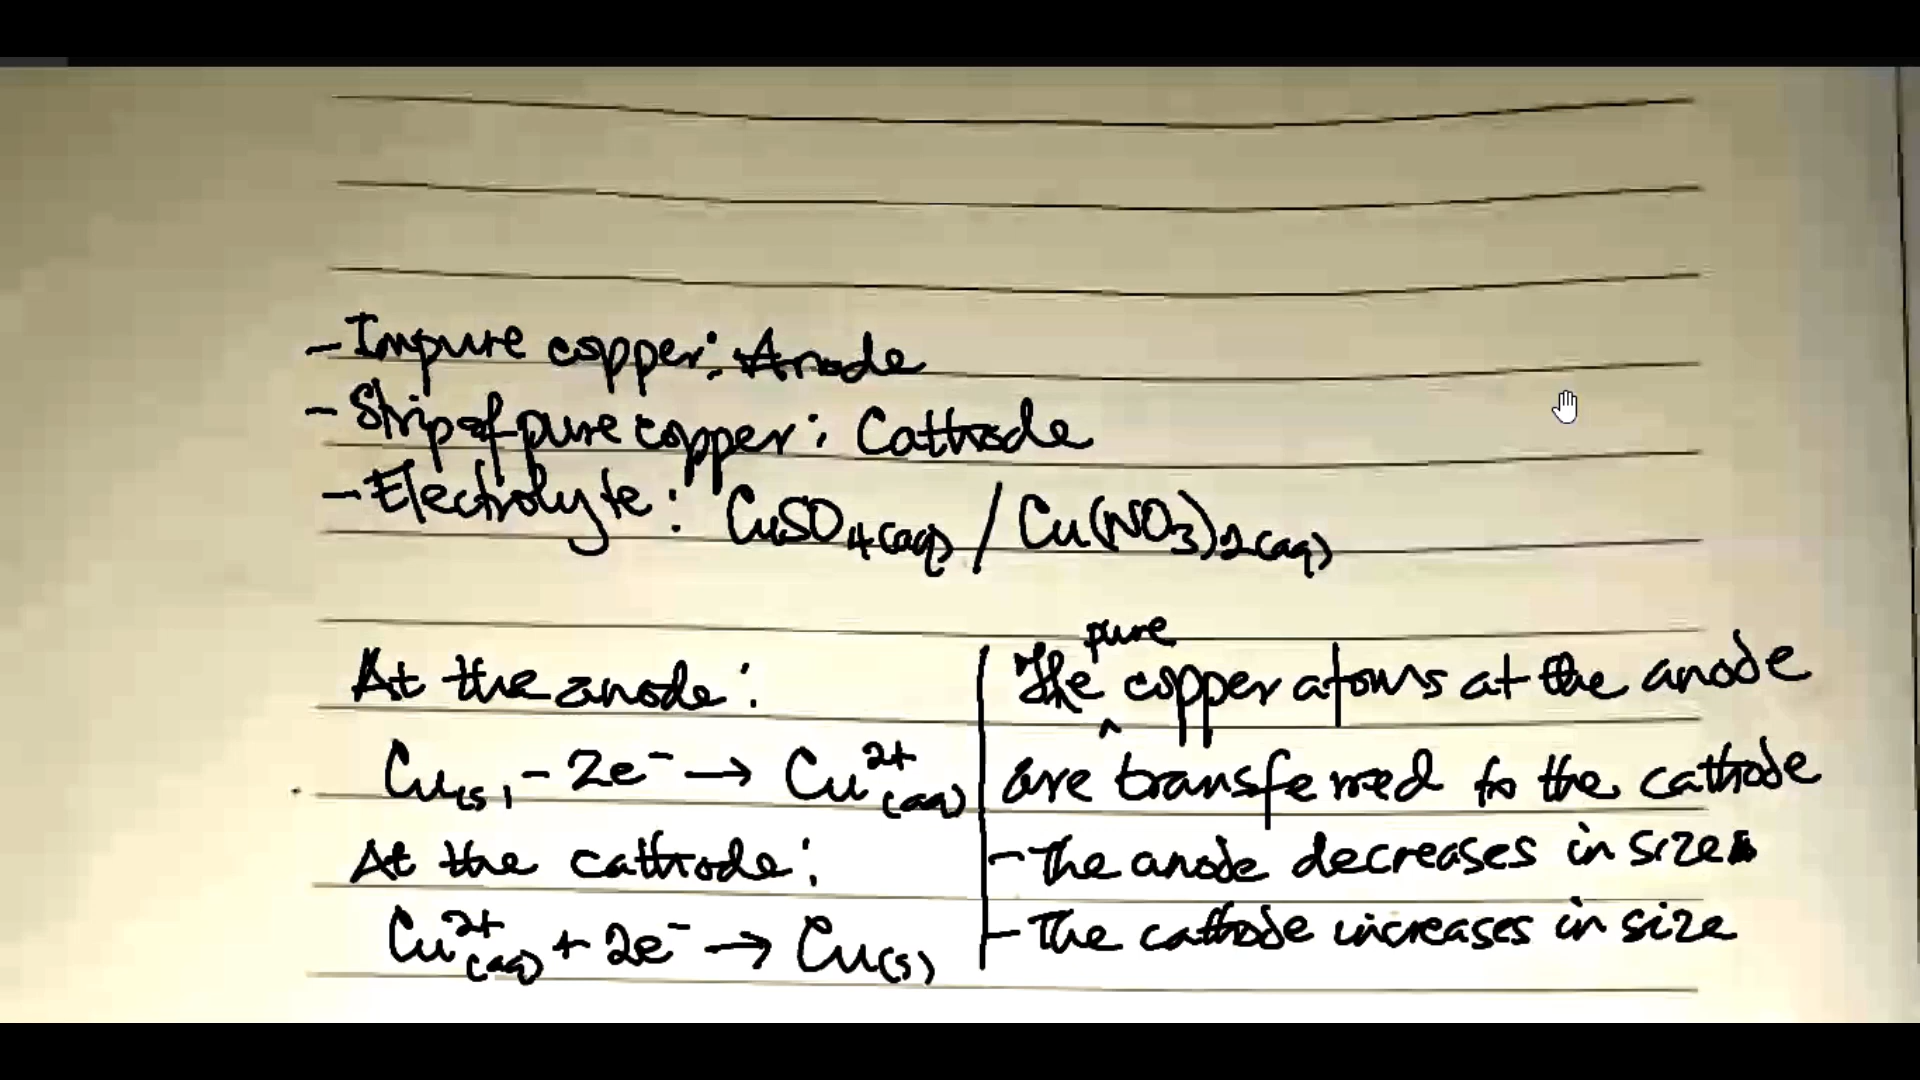 - Impure copper: Anode
- Strip of pure copper: Cathode
- Electrolyte: CuSO4(aq) / Cu(NO3)2(aq)
At the anode:
Cu(s) - 2e⁻ → Cu²⁺(aq)
At the cathode:
Cu²⁺(aq) + 2e⁻ → Cu(s)
The pure copper atoms at the anode
are transferred to the cathode
- The anode decreases in size
- The cathode increases in size